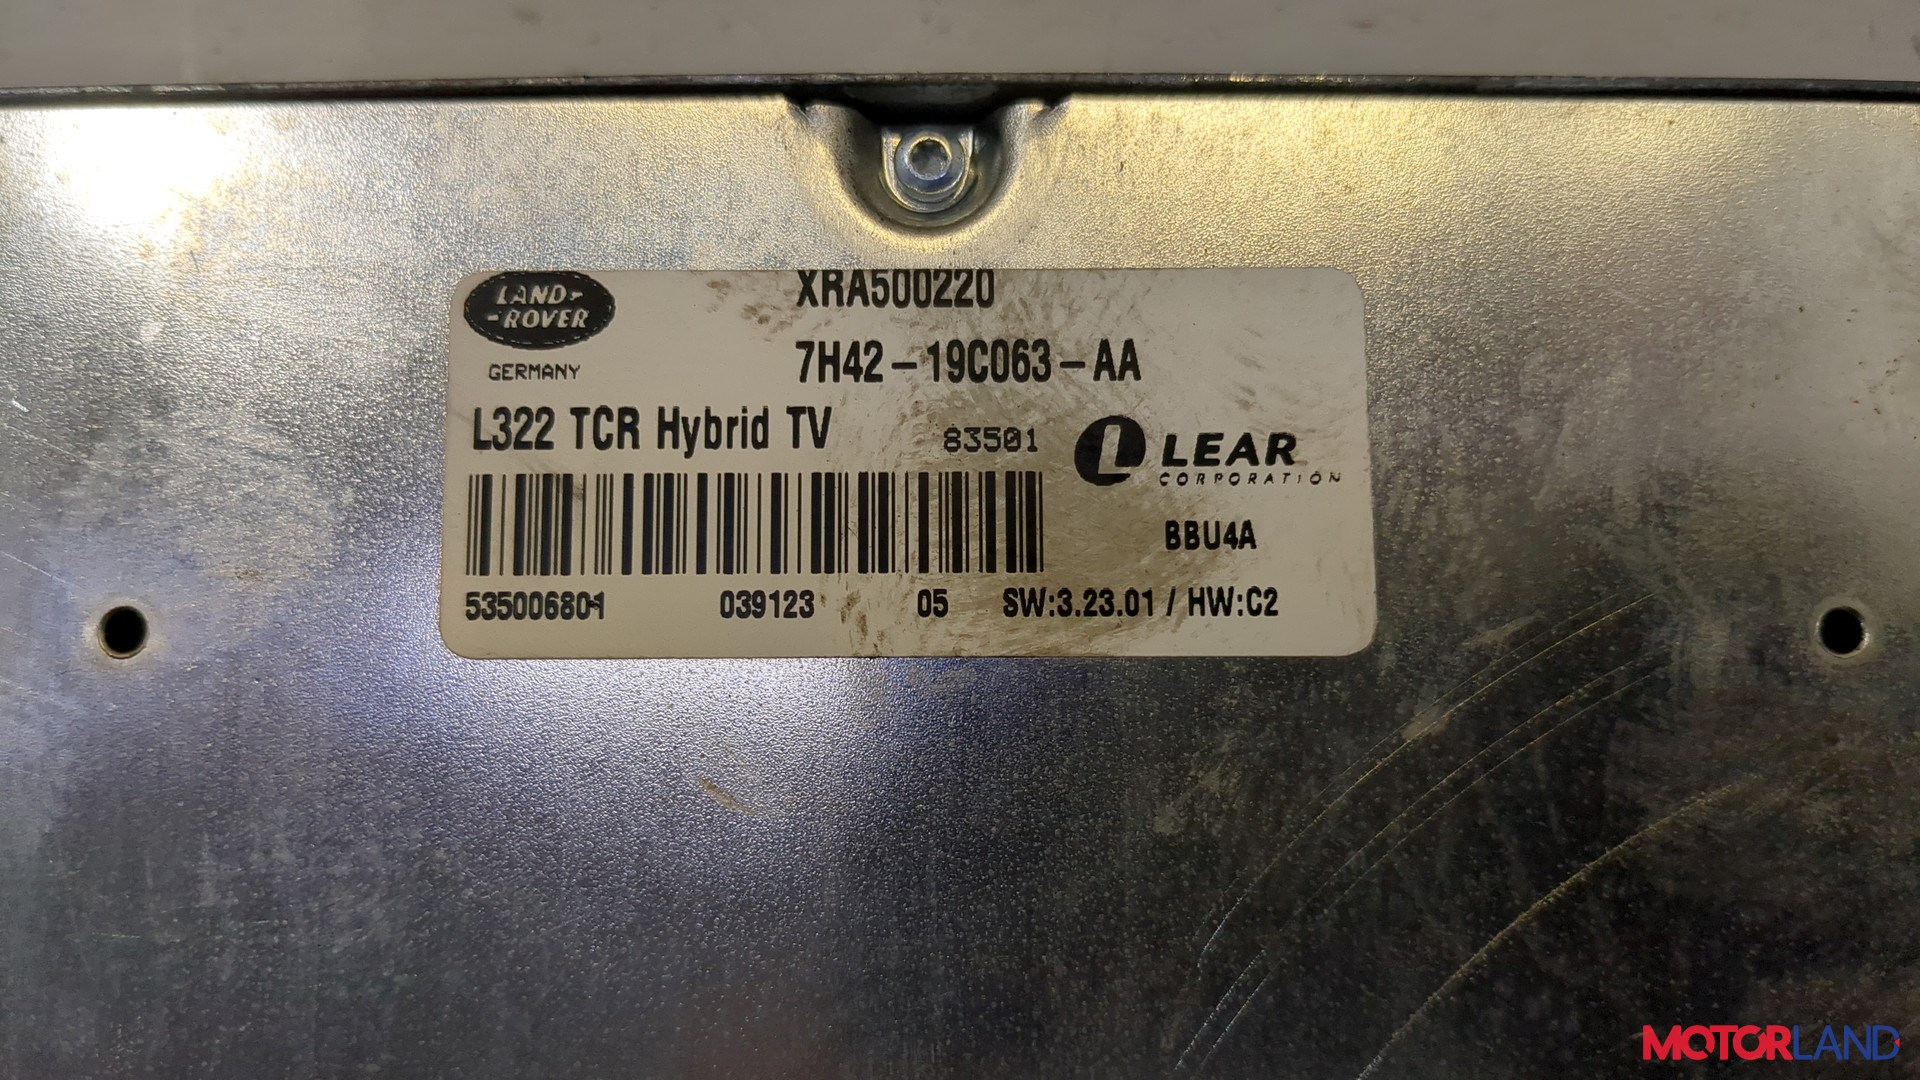 LAND-
-ROVER
XRA500220
GERMANY
7H42-19C063-AA
L322 TCR Hybrid TV
83501
LEAR
CORPORATION
BBU4A
535006801 039123 05 SW:3.23.01 / HW:C2
MOTORLAND